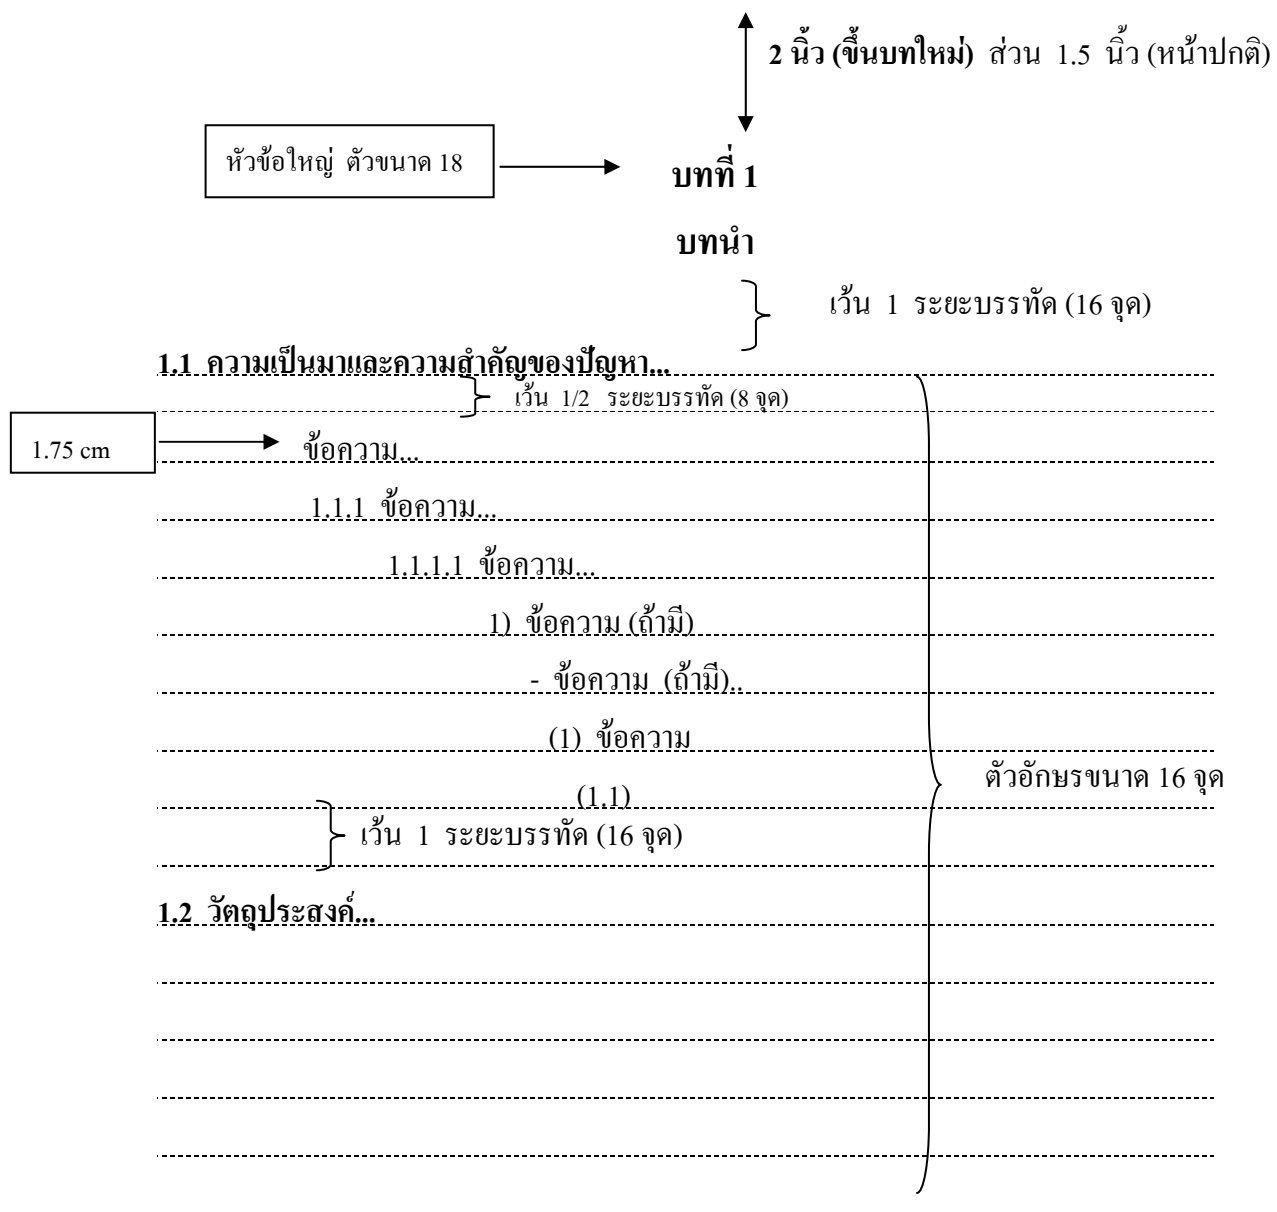 2 นิ้ว (ขึ้นบทใหม่) ส่วน 1.5 นิ้ว (หน้าปกติ)
หัวข้อใหญ่ ตัวขนาด 18
บทที่ 1
บทนำ
เว้น 1 ระยะบรรทัด (16 จุด)
1.1 ความเป็นมาและความสำคัญของปัญหา...
เว้น 1/2 ระยะบรรทัด (8 จุด)
1.75 cm
ข้อความ...
1.1.1 ข้อความ...
1.1.1.1 ข้อความ...
1) ข้อความ (ถ้ามี)
- ข้อความ (ถ้ามี)..
(1) ข้อความ
ตัวอักษรขนาด 16 จุด
(1.1)
เว้น 1 ระยะบรรทัด (16 จุด)
1.2 วัตถุประสงค์...